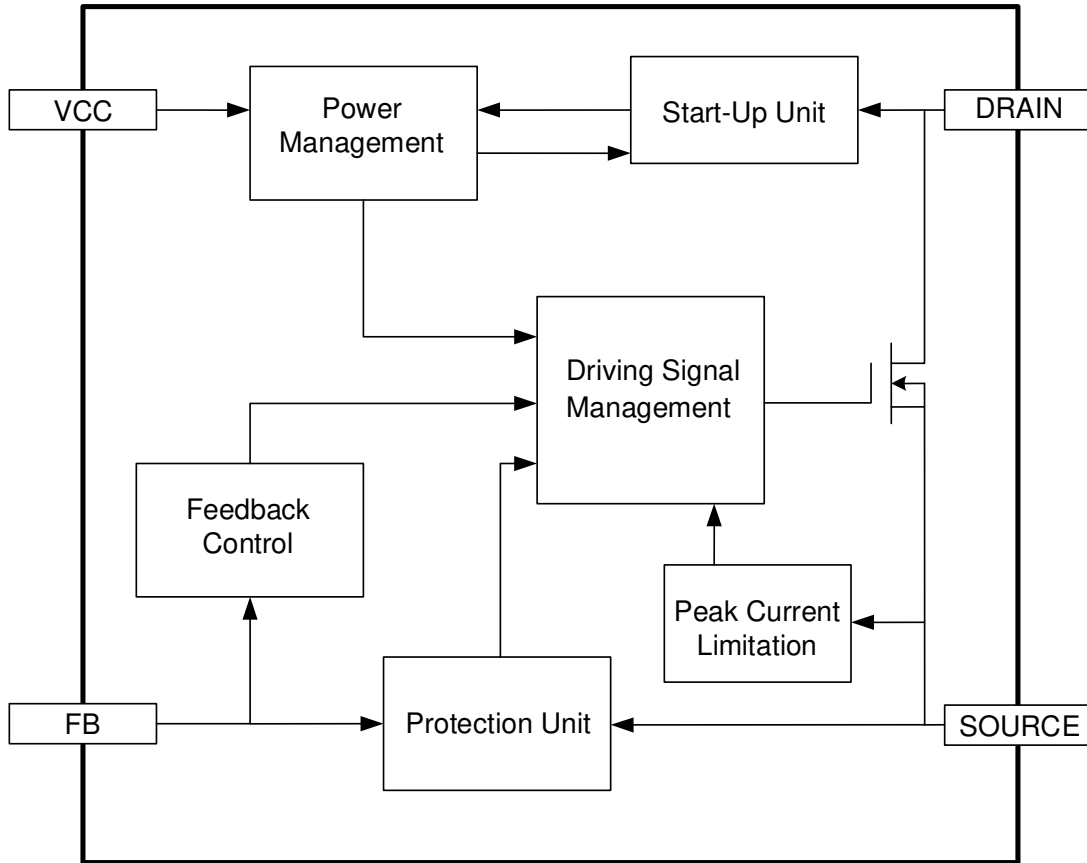 VCC
Power
Management
Start-Up Unit
DRAIN
Driving Signal
Management
Feedback
Control
Peak Current
Limitation
FB
Protection Unit
SOURCE